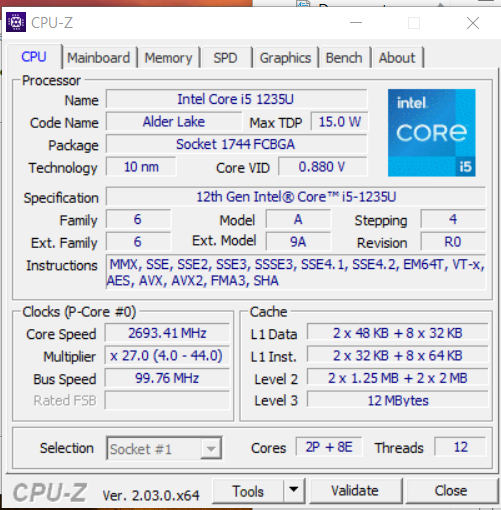 CPU-Z
CPU Mainboard Memory SPD Graphics Bench About
Processor
Name Intel Core i5 1235U
Code Name Alder Lake Max TDP 15.0 W
Package Socket 1744 FCBGA
Technology 10 nm Core VID 0.880 V
intel
CORE
i5
Specification 12th Gen Intel® Core™ i5-1235U
Family 6 Model A Stepping 4
Ext. Family 6 Ext. Model 9A Revision R0
Instructions MMX, SSE, SSE2, SSE3, SSSE3, SSE4.1, SSE4.2, EM64T, VT-x,
AES, AVX, AVX2, FMA3, SHA
Clocks (P-Core #0)
Core Speed 2693.41 MHz
Multiplier x 27.0 (4.0 - 44.0)
Bus Speed 99.76 MHz
Rated FSB
Cache
L1 Data 2 x 48 KB + 8 x 32 KB
L1 Inst. 2 x 32 KB + 8 x 64 KB
Level 2 2 x 1.25 MB + 2 x 2 MB
Level 3 12 MBytes
Selection Socket #1 Cores 2P + 8E Threads 12
CPU-Z Ver. 2.03.0.x64 Tools Validate Close